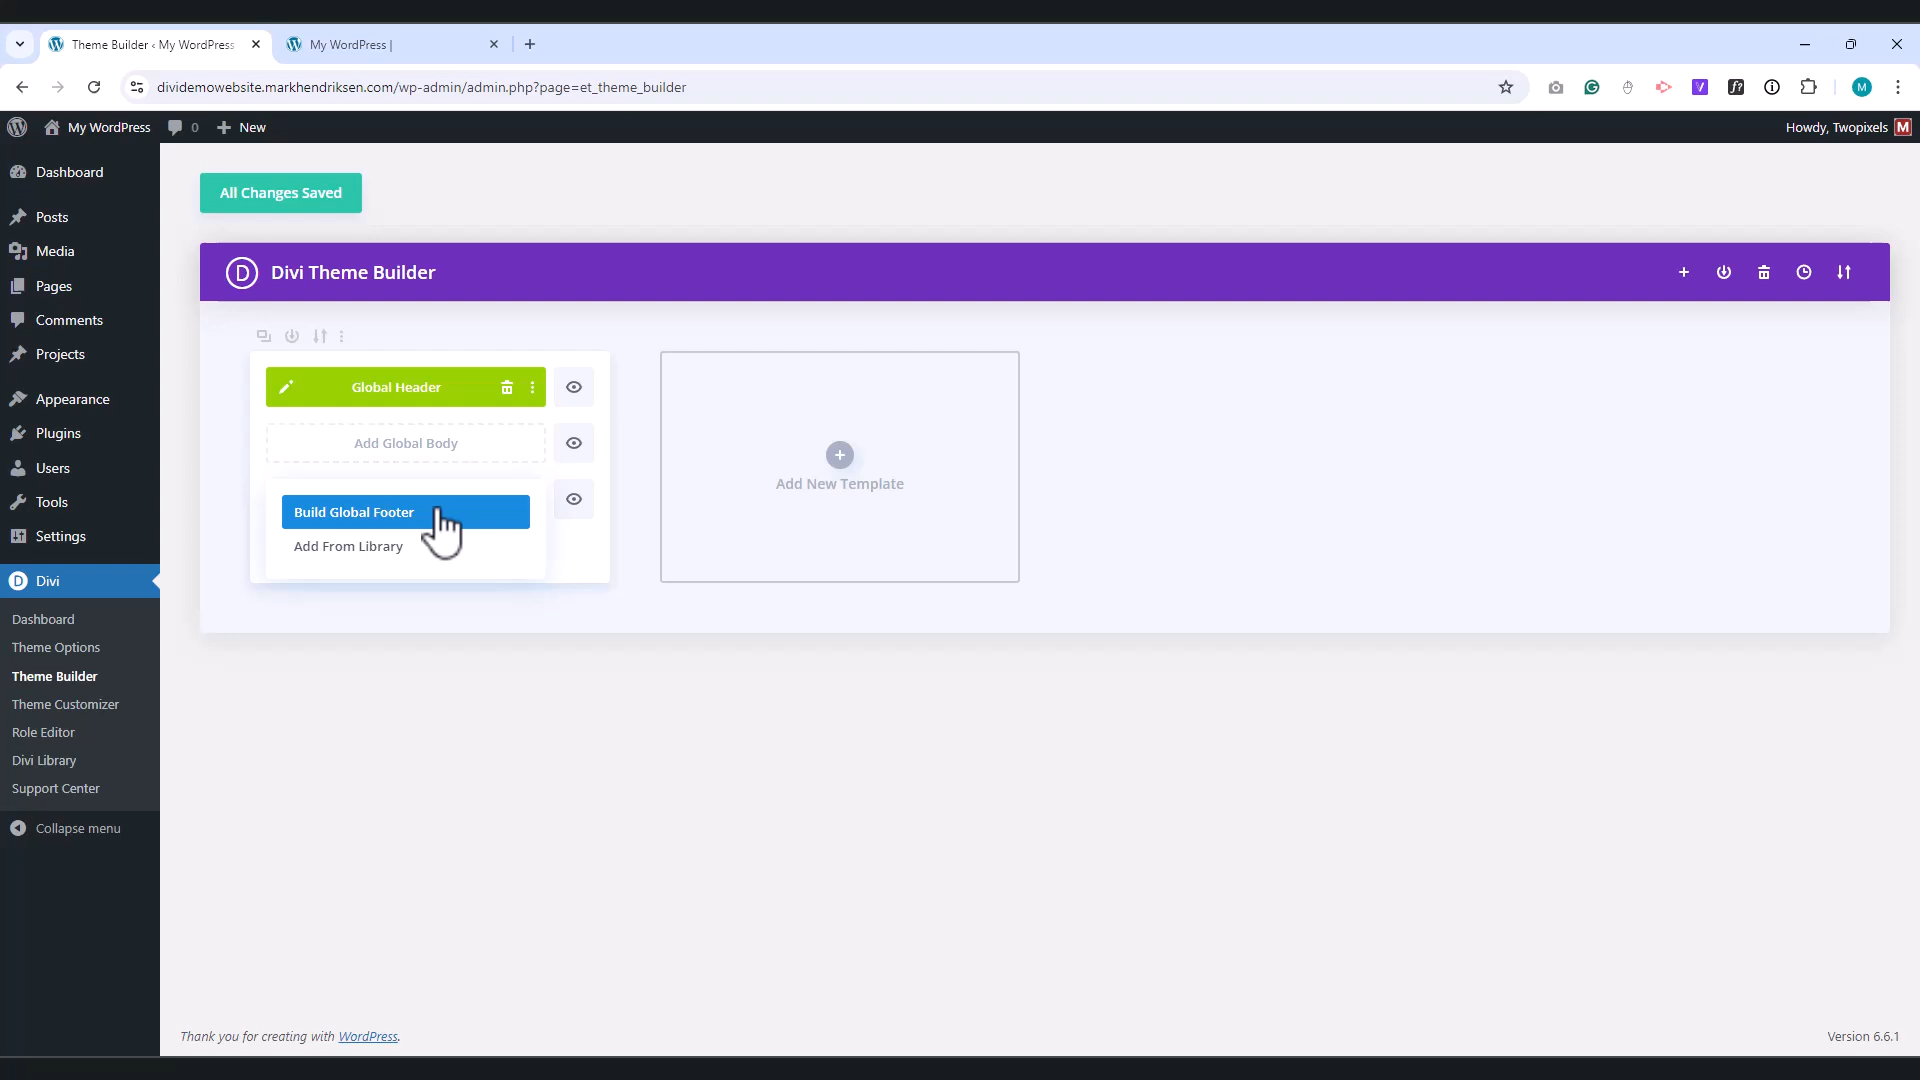 Theme Builder ‹ My WordPress
My WordPress |
dividemowebsite.markhendriksen.com/wp-admin/admin.php?page=et_theme_builder
M
My WordPress
0
New
Howdy, Twopixels
M
Dashboard
Posts
Media
Pages
Comments
Projects
Appearance
Plugins
Users
Tools
Settings
D
Divi
Dashboard
Theme Options
Theme Builder
Theme Customizer
Role Editor
Divi Library
Support Center
Collapse menu
All Changes Saved
D
Divi Theme Builder
Global Header
Add Global Body
Build Global Footer
Add From Library
Add New Template
Thank you for creating with WordPress.
Version 6.6.1